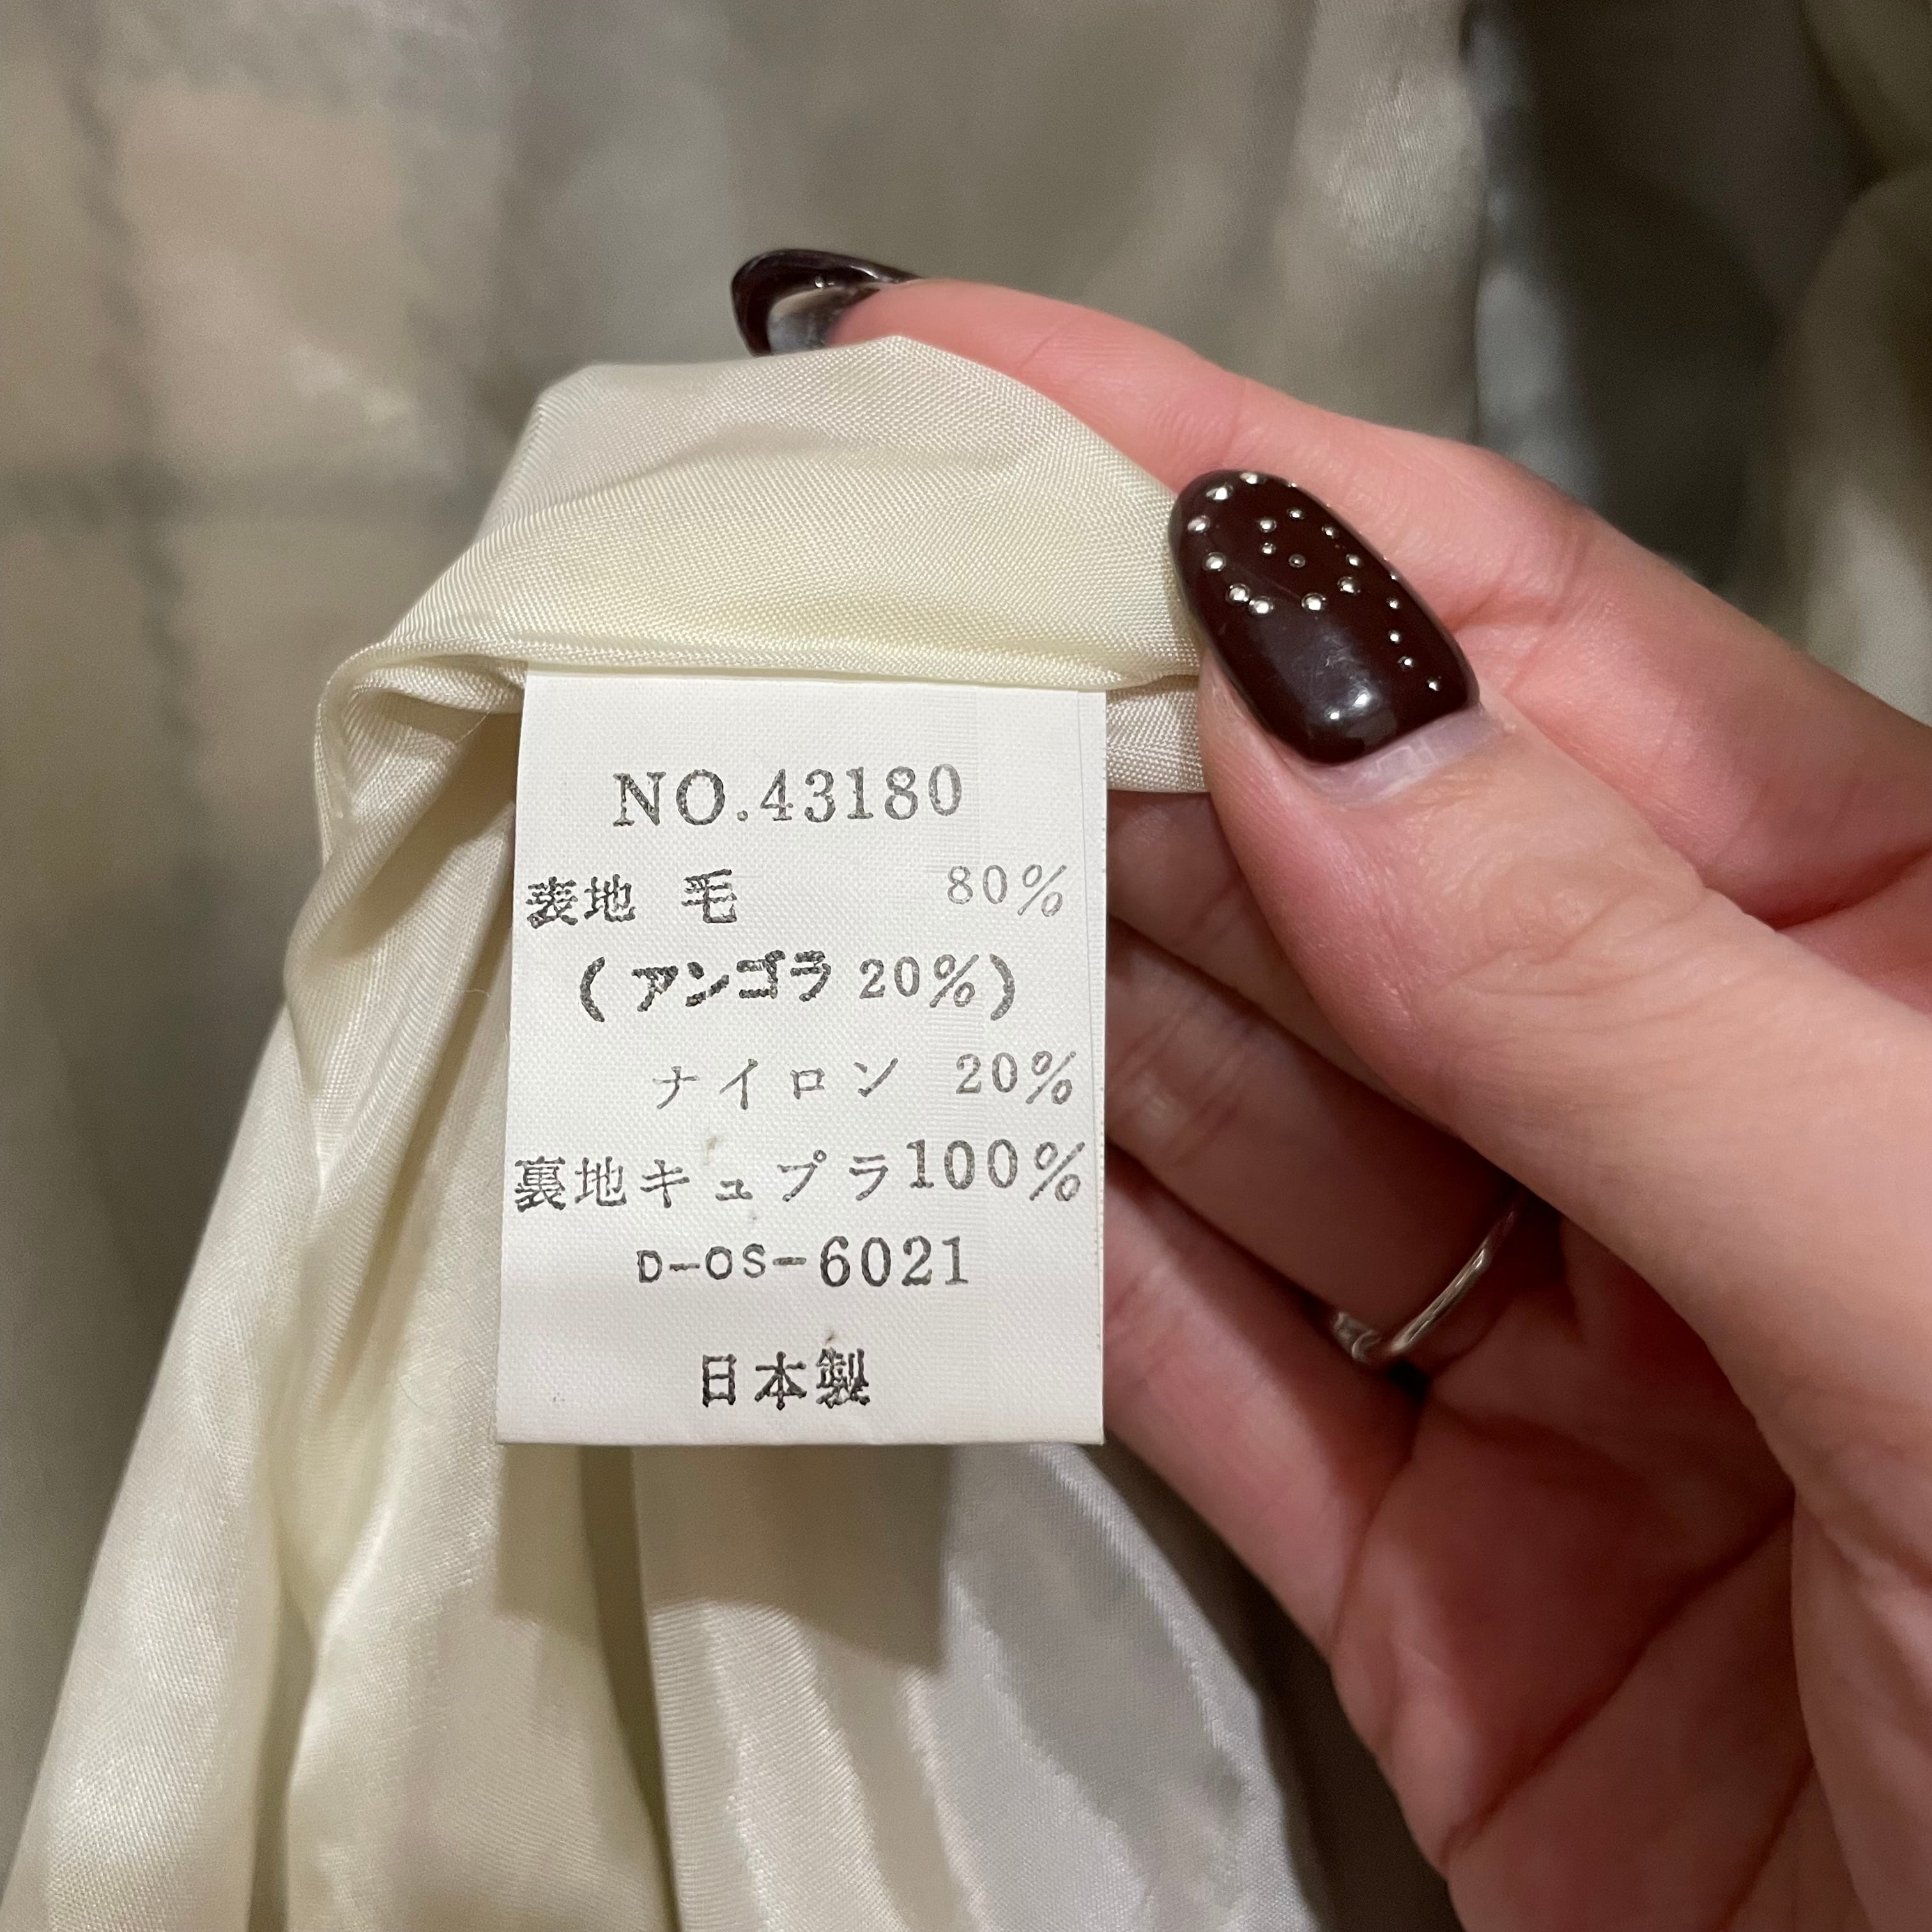 NO.43180
表地 毛 80%
(アンゴラ 20%)
ナイロン 20%
裏地キュプラ100%
D-OS-6021
日本製